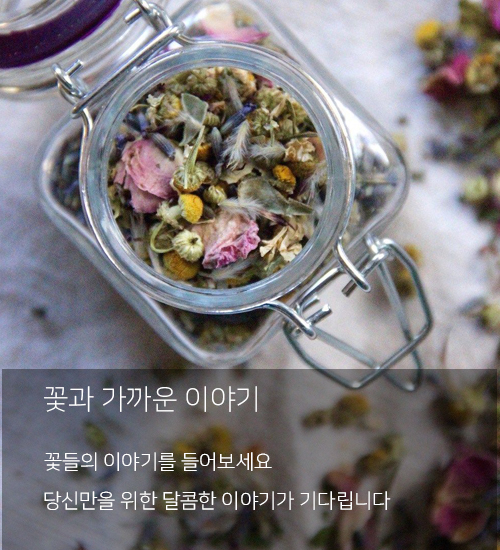 꽃과 가까운 이야기
꽃들의 이야기를 들어보세요
당신만을 위한 달콤한 이야기가 기다립니다